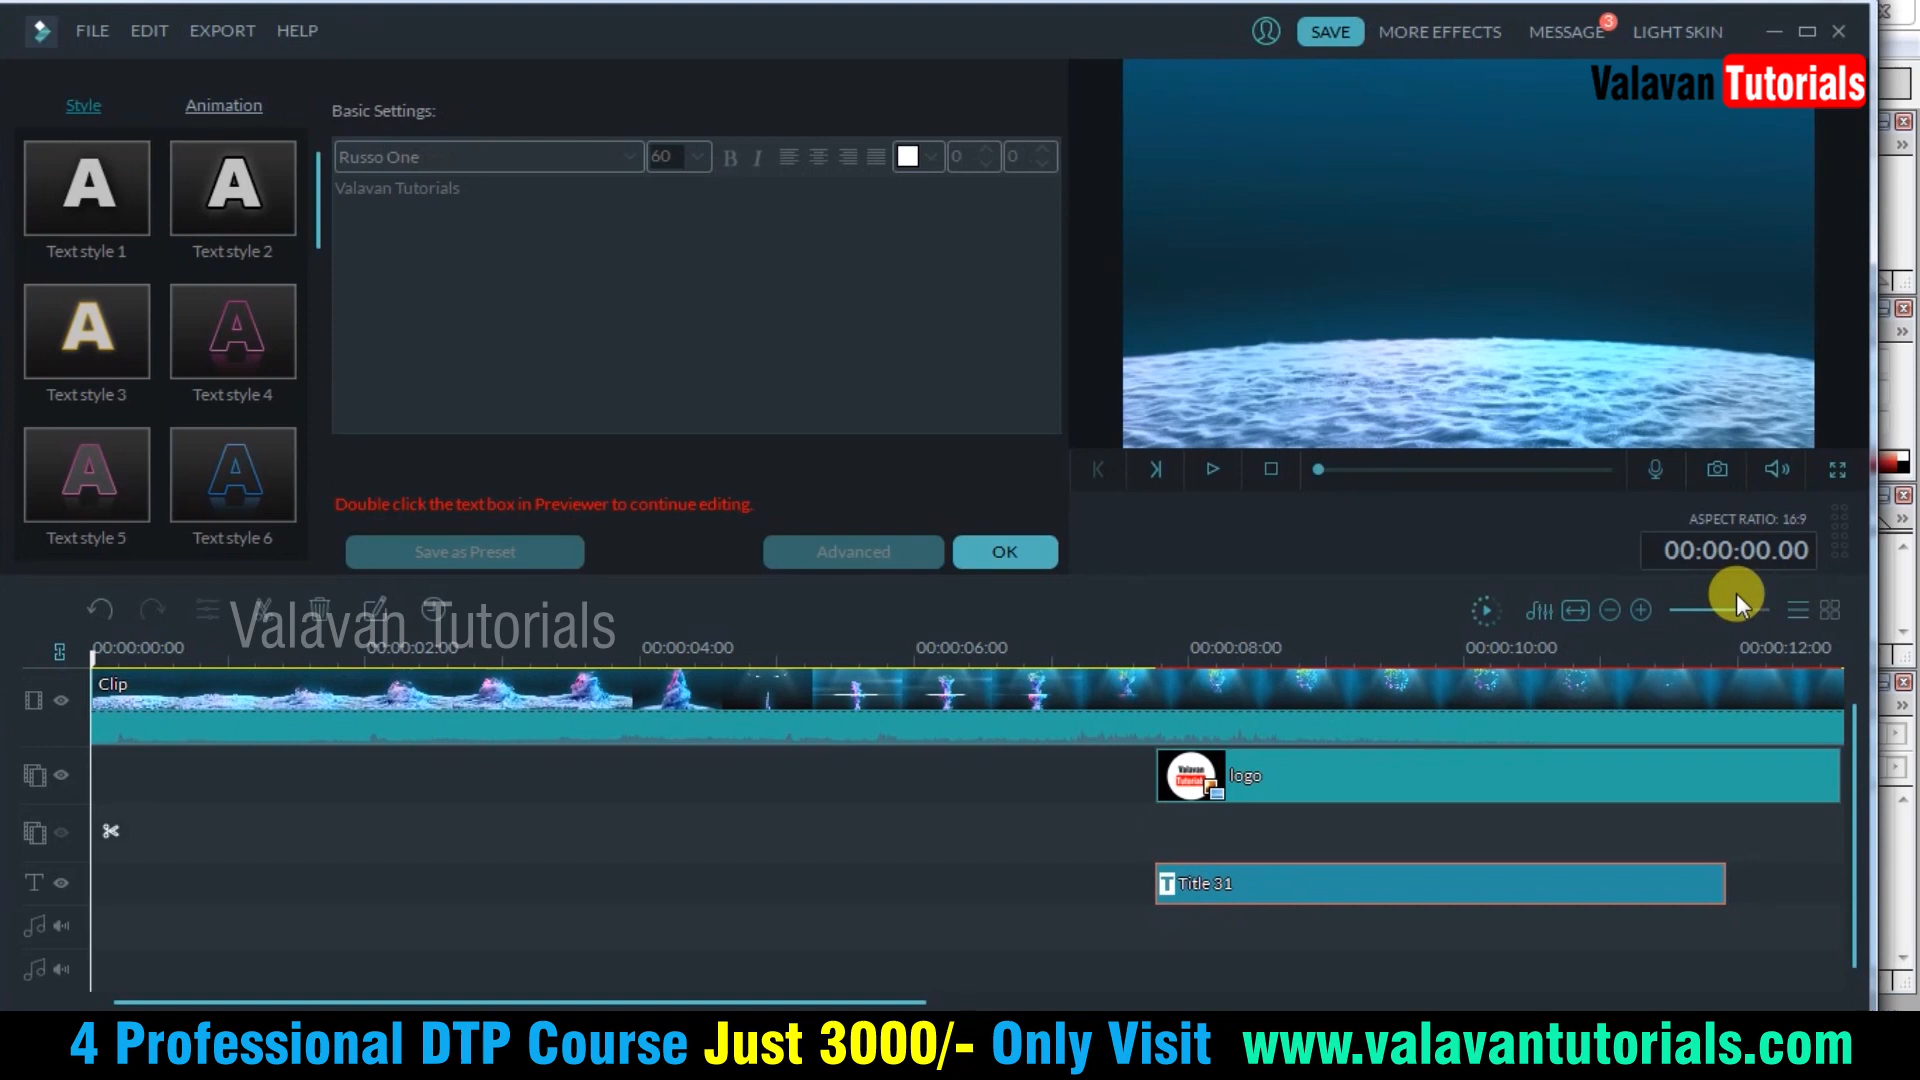 FILE EDIT EXPORT HELP
SAVE MORE EFFECTS MESSAGE 3 LIGHT SKIN
Valavan Tutorials
Style Animation
Basic Settings:
Russo One 60 B I 0 0
Valavan Tutorials
A A
Text style 1 Text style 2
A A
Text style 3 Text style 4
A A
Text style 5 Text style 6
Double click the text box in Previewer to continue editing.
Save as Preset Advanced OK
ASPECT RATIO: 16:9
00:00:00.00
Valavan Tutorials
00:00:00:00 00:00:02:00 00:00:04:00 00:00:06:00 00:00:08:00 00:00:10:00 00:00:12:00
Clip
Valavan
Tutorials
logo
T T Title 31
4 Professional DTP Course Just 3000/- Only Visit www.valavantutorials.com